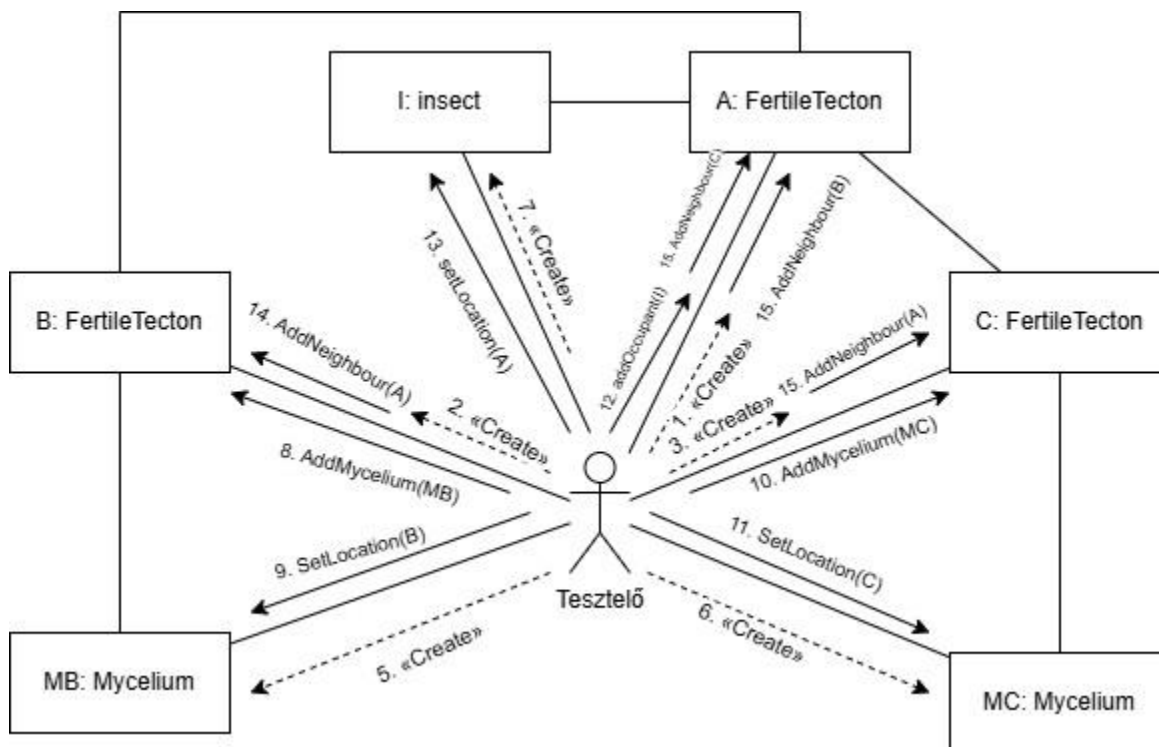 I: insect
A: FertileTecton
B: FertileTecton
C: FertileTecton
7. «Create»
13. setLocation(A)
12. addOccupant(I)
15. AddNeighbour(C)
1. «Create»
15. AddNeighbour(B)
3. «Create»
15. AddNeighbour(A)
14. AddNeighbour(A)
2. «Create»
8. AddMycelium(MB)
10. AddMycelium(MC)
9. SetLocation(B)
11. SetLocation(C)
Tesztelő
5. «Create»
6. «Create»
MB: Mycelium
MC: Mycelium